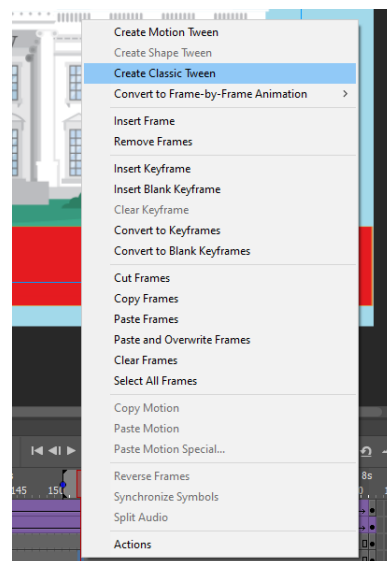 Create Motion Tween
Create Shape Tween
Create Classic Tween
Convert to Frame-by-Frame Animation
Insert Frame
Remove Frames
Insert Keyframe
Insert Blank Keyframe
Clear Keyframe
Convert to Keyframes
Convert to Blank Keyframes
Cut Frames
Copy Frames
Paste Frames
Paste and Overwrite Frames
Clear Frames
Select All Frames
Copy Motion
Paste Motion
Paste Motion Special...
Reverse Frames
8s
Synchronize Symbols
145
Split Audio
Actions